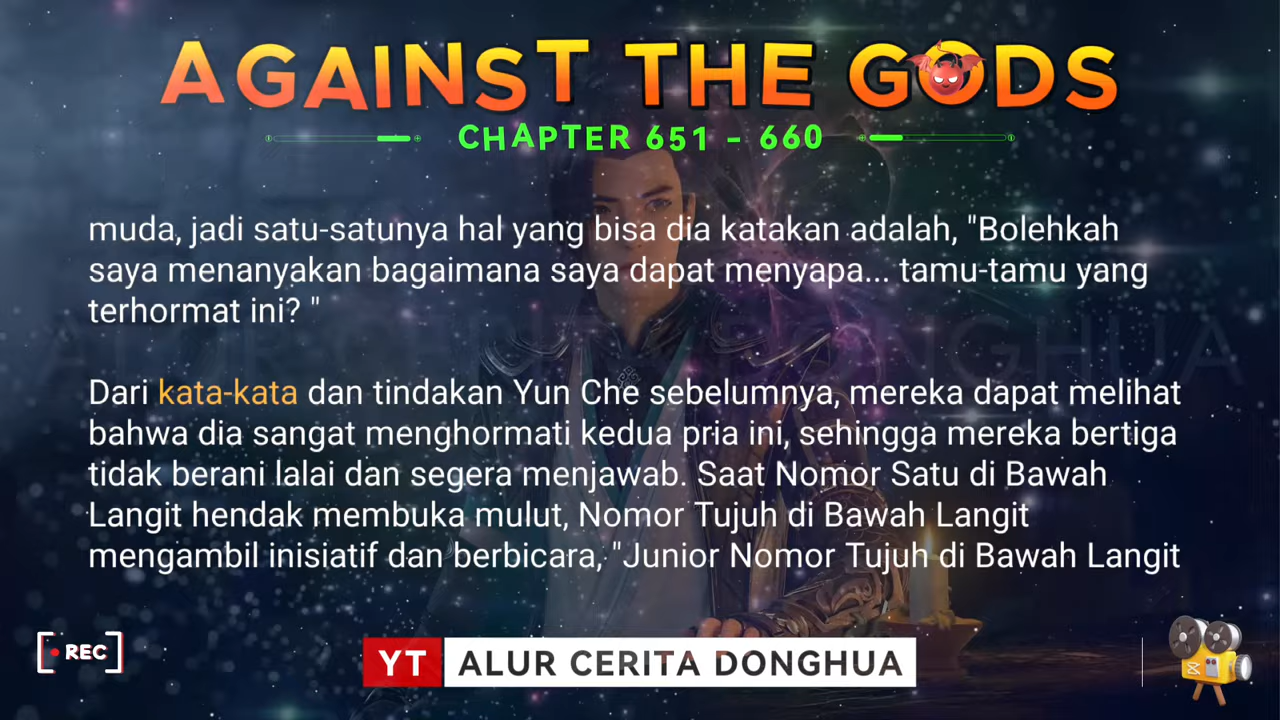 AGAINST THE GODS
CHAPTER 651 - 660
muda, jadi satu-satunya hal yang bisa dia katakan adalah, "Bolehkah
saya menanyakan bagaimana saya dapat menyapa... tamu-tamu yang
terhormat ini? "
Dari kata-kata dan tindakan Yun Che sebelumnya, mereka dapat melihat
bahwa dia sangat menghormati kedua pria ini, sehingga mereka bertiga
tidak berani lalai dan segera menjawab. Saat Nomor Satu di Bawah
Langit hendak membuka mulut, Nomor Tujuh di Bawah Langit
mengambil inisiatif dan berbicara, "Junior Nomor Tujuh di Bawah Langit
ALUR CERITA DONGHUA
REC
YT ALUR CERITA DONGHUA